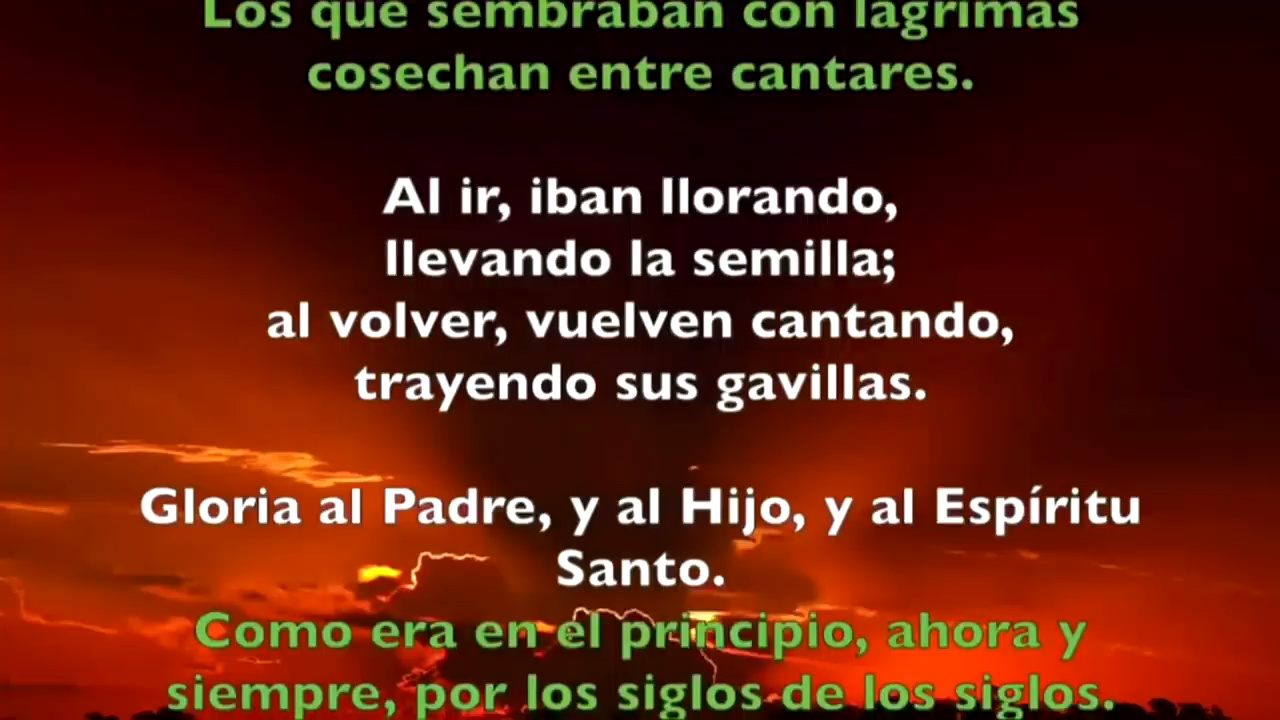 Los que sembraban con lágrimas
cosechan entre cantares.
Al ir, iban llorando,
llevando la semilla;
al volver, vuelven cantando,
trayendo sus gavillas.
Gloria al Padre, y al Hijo, y al Espíritu
Santo.
Como era en el principio, ahora y
siempre, por los siglos de los siglos.